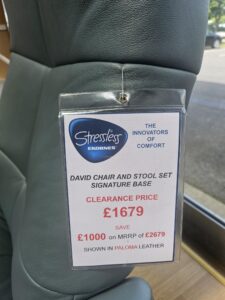 Stressless
EKORNES
THE
INNOVATORS
OF
COMFORT
DAVID CHAIR AND STOOL SET
SIGNATURE BASE
CLEARANCE PRICE
£1679
SAVE
£1000 on MRRP of £2679
SHOWN IN PALOMA LEATHER